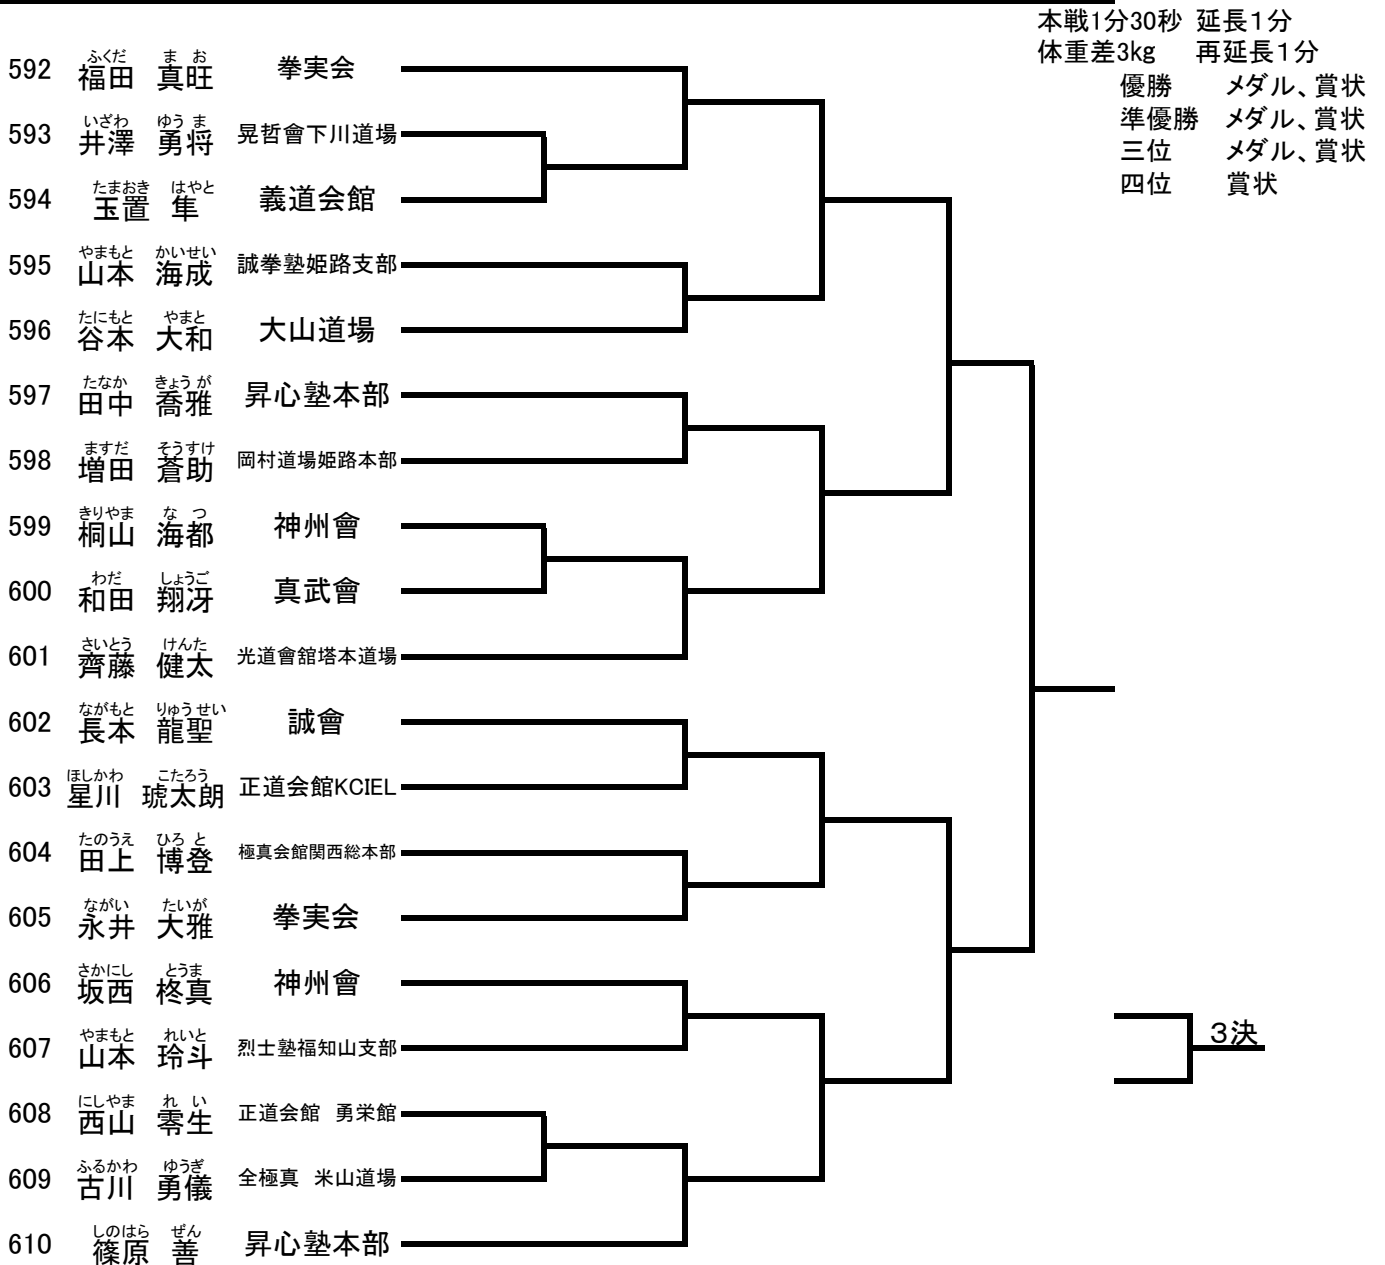 本戦1分30秒 延長1分
体重差3kg 再延長1分
優勝 メダル、賞状
準優勝 メダル、賞状
三位 メダル、賞状
四位 賞状
ふくだ ま お
592 福田 真旺 拳実会
いざわ ゆう ま
593 井澤 勇将 晃哲會下川道場
たまおき はやと
594 玉置 隼 義道会館
やまもと かいせい
595 山本 海成 誠拳塾姫路支部
たにもと やまと
596 谷本 大和 大山道場
たなか きょう が
597 田中 喬雅 昇心塾本部
ますだ そうすけ
598 増田 蒼助 岡村道場姫路本部
きりやま な つ
599 桐山 海都 神州會
わだ しょうご
600 和田 翔冴 真武會
さいとう けんた
601 齊藤 健太 光道會舘塔本道場
ながもと りゅうせい
602 長本 龍聖 誠會
ほしかわ こたろう
603 星川 琥太朗 正道会館KCIEL
たのうえ ひろ と
604 田上 博登 極真会館関西総本部
ながい たいが
605 永井 大雅 拳実会
さかにし とうま
606 坂西 柊真 神州會
やまもと れいと
607 山本 玲斗 烈士塾福知山支部
３決
にしやま れ い
608 西山 零生 正道会館 勇栄館
ふるかわ ゆうぎ
609 古川 勇儀 全極真 米山道場
しのはら ぜん
610 篠原 善 昇心塾本部